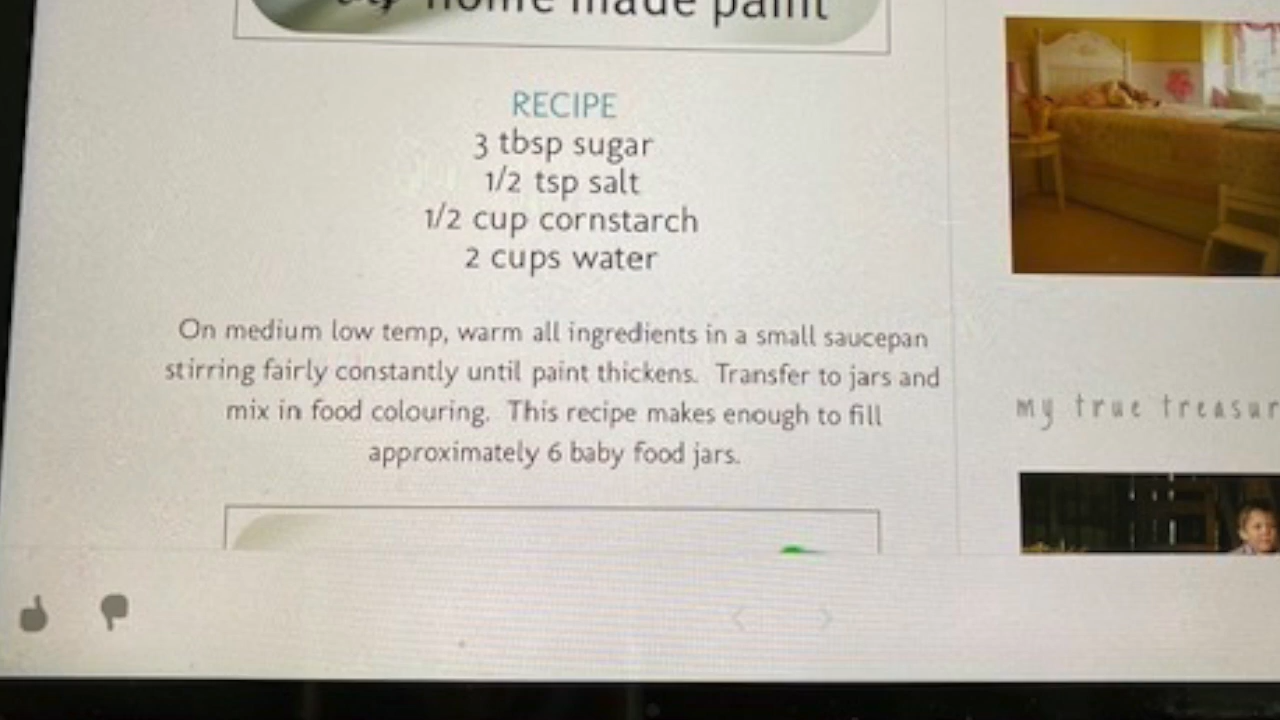 home made paint
RECIPE
3 tbsp sugar
1/2 tsp salt
1/2 cup cornstarch
2 cups water
On medium low temp, warm all ingredients in a small saucepan
stirring fairly constantly until paint thickens. Transfer to jars and
mix in food colouring. This recipe makes enough to fill
approximately 6 baby food jars.
my true treasur